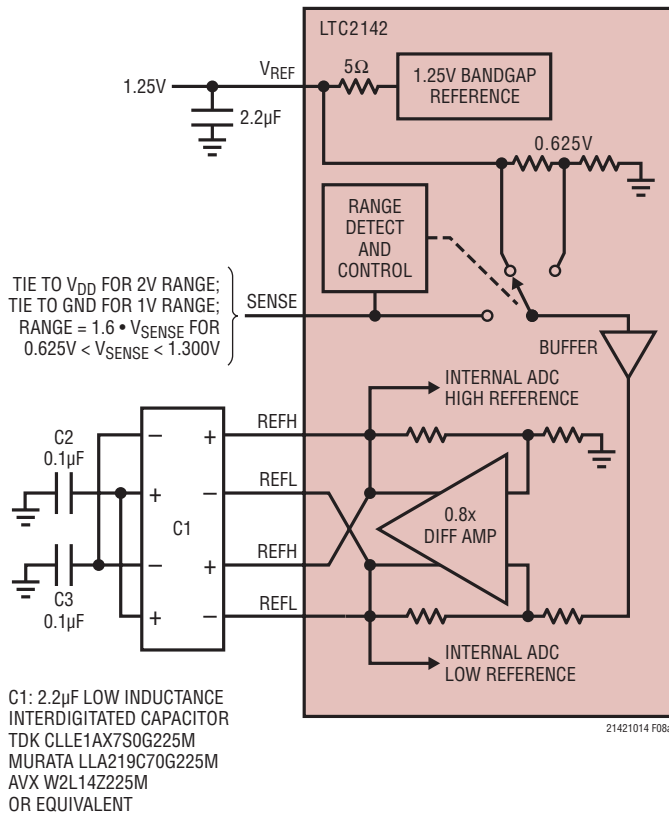 LTC2142
VREF
5Ω
1.25V BANDGAP
REFERENCE
1.25V
2.2µF
0.625V
RANGE
DETECT
AND
CONTROL
TIE TO VDD FOR 2V RANGE;
TIE TO GND FOR 1V RANGE;
RANGE = 1.6 • VSENSE FOR
0.625V < VSENSE < 1.300V
SENSE
BUFFER
INTERNAL ADC
HIGH REFERENCE
C2
0.1µF
– +
REFH
+ –
REFL
C1
0.8x
DIFF AMP
– +
REFH
C3
0.1µF
+ –
REFL
INTERNAL ADC
LOW REFERENCE
C1: 2.2µF LOW INDUCTANCE
INTERDIGITATED CAPACITOR
TDK CLLE1AX7S0G225M
MURATA LLA219C70G225M
AVX W2L14Z225M
OR EQUIVALENT
21421014 F08a